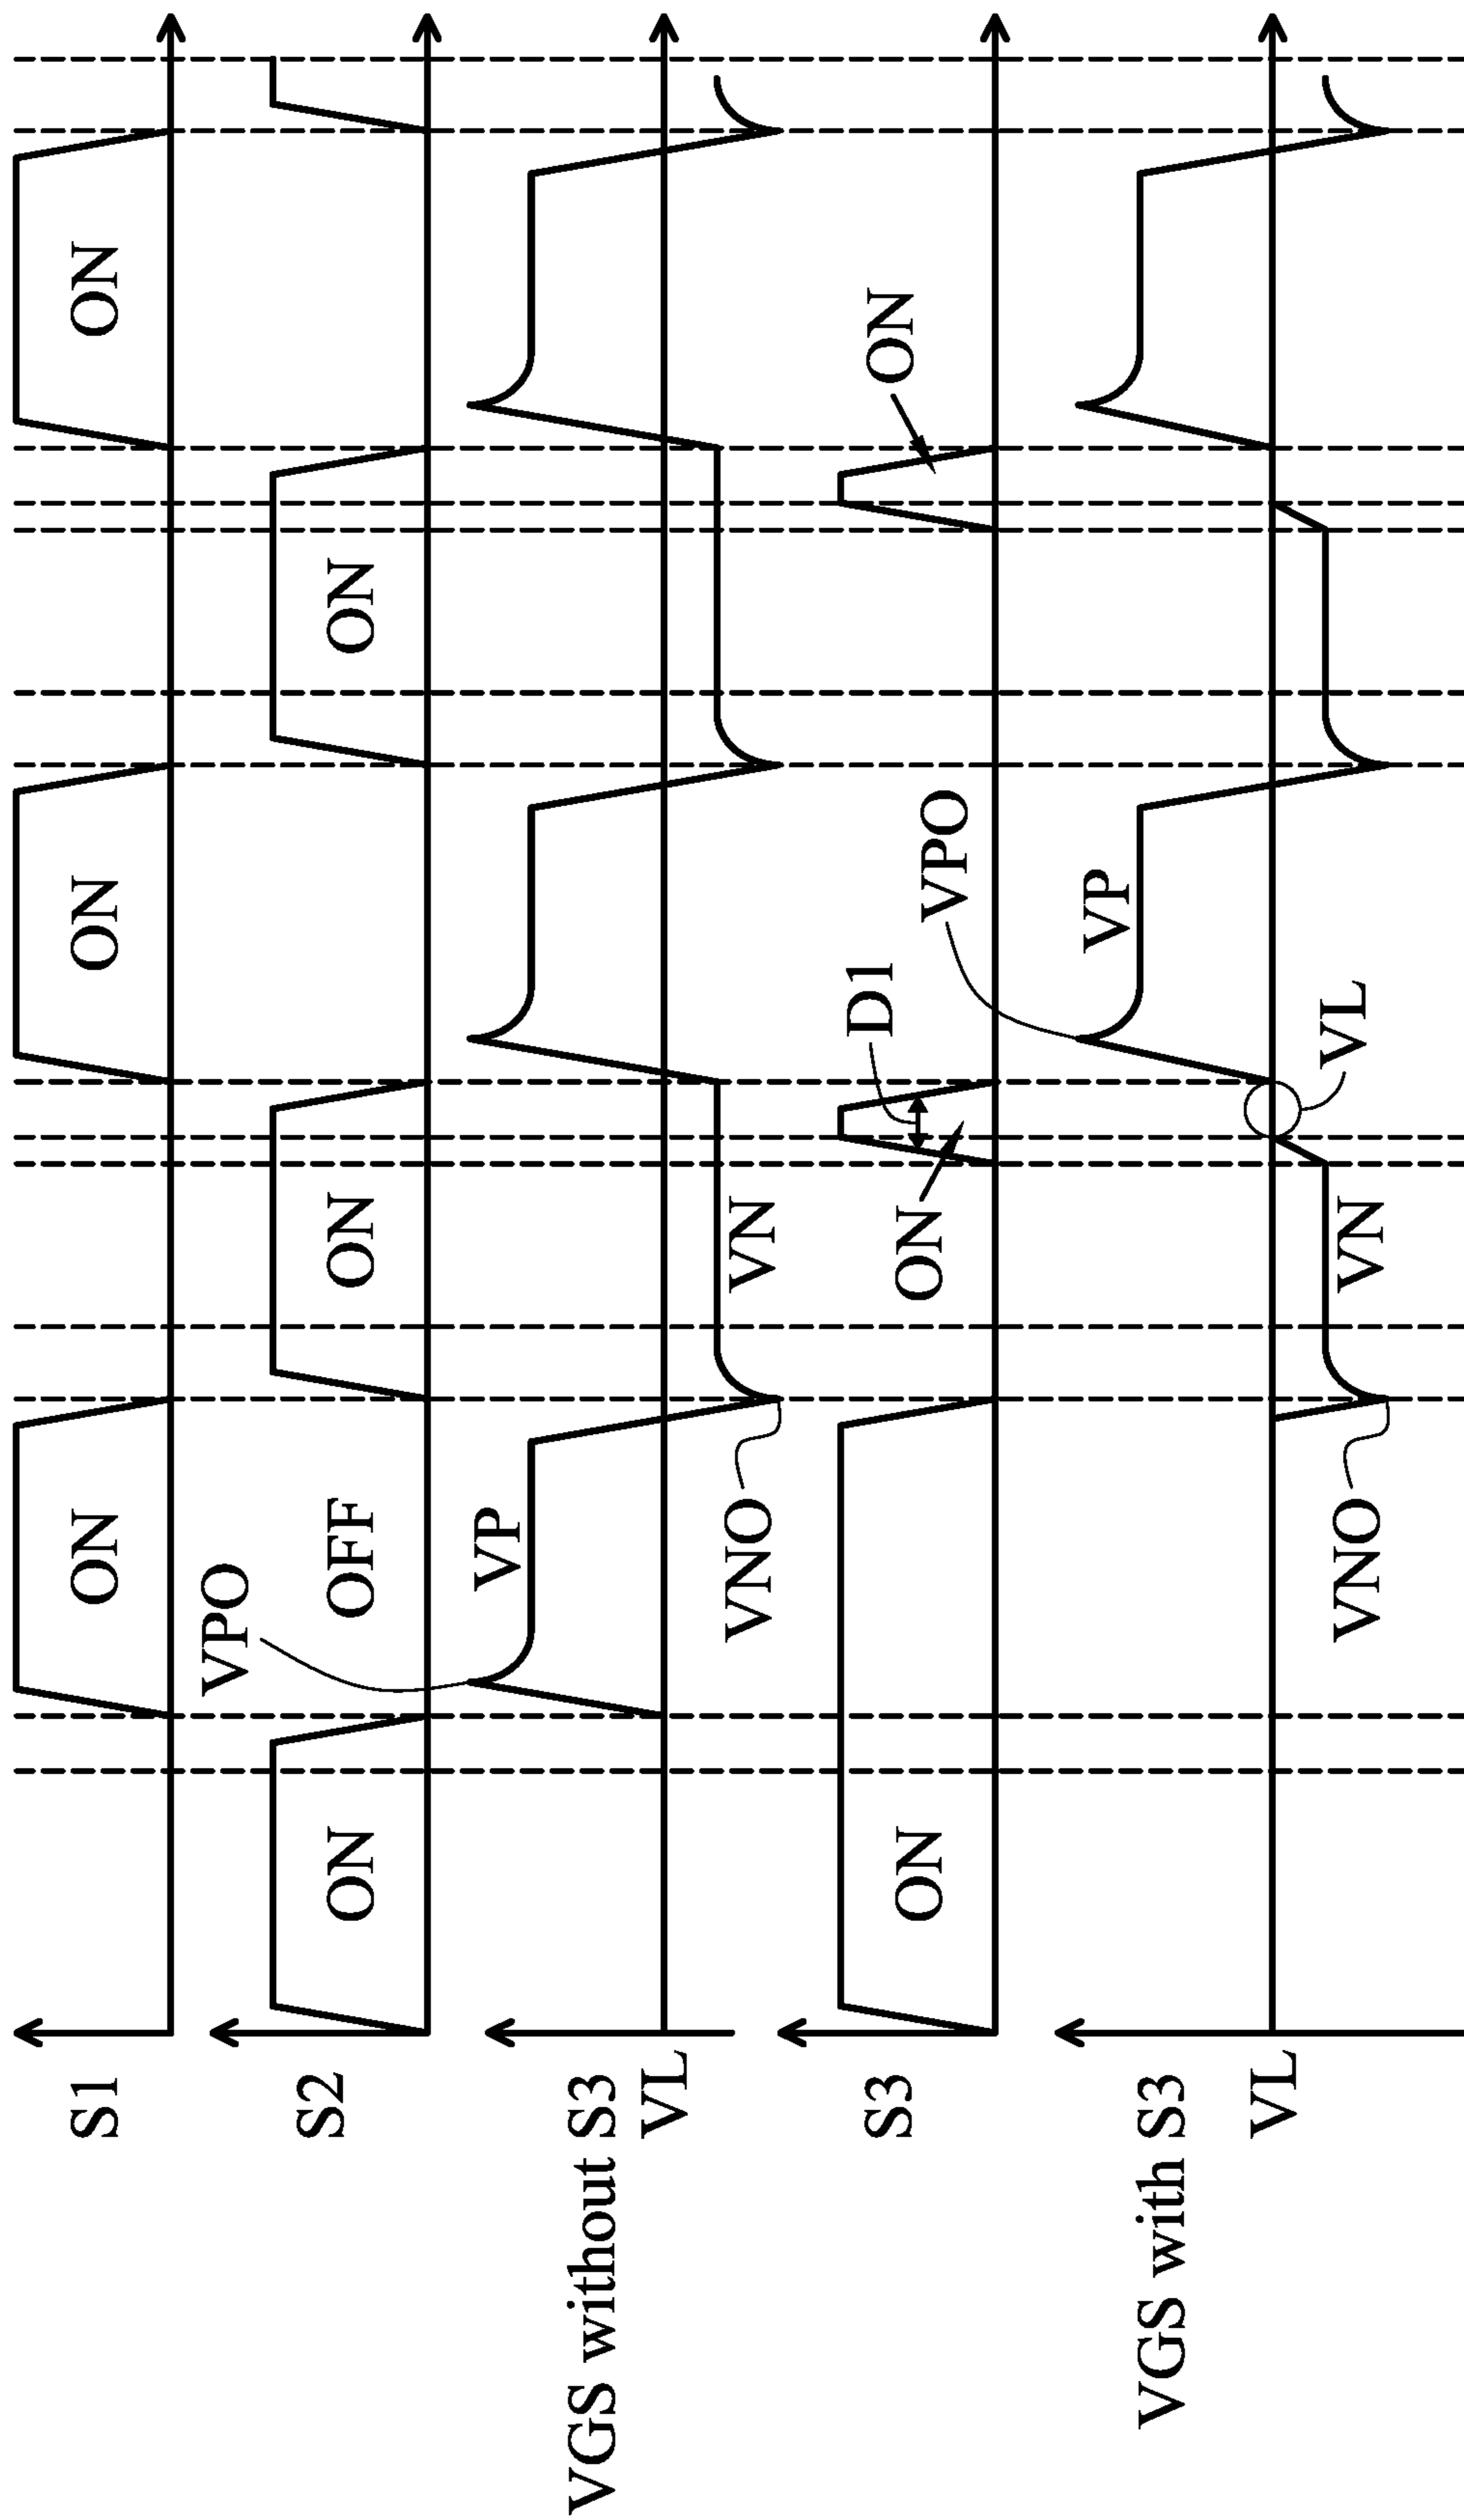 S1
ON
ON
ON
S2
ON
VPO
OFF
ON
ON
VGS without S3
VL
VP
VNO
VN
S3
ON
ON
D1
VPO
ON
VGS with S3
VL
VNO
VN
VL
VP